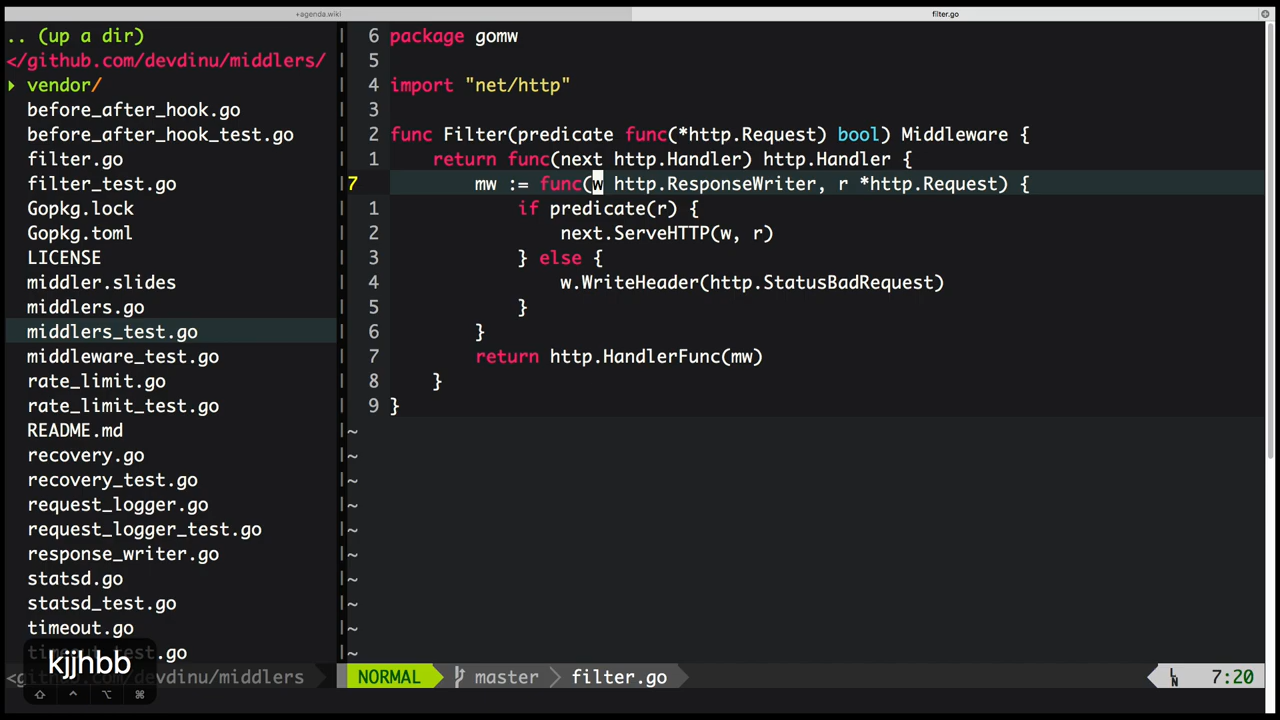 +agenda.wiki
filter.go
.. (up a dir)
</github.com/devdinu/middlers/
▸ vendor/
before_after_hook.go
before_after_hook_test.go
filter.go
filter_test.go
Gopkg.lock
Gopkg.toml
LICENSE
middler.slides
middlers.go
middlers_test.go
middleware_test.go
rate_limit.go
rate_limit_test.go
README.md
recovery.go
recovery_test.go
request_logger.go
request_logger_test.go
response_writer.go
statsd.go
statsd_test.go
timeout.go
timeout_test.go
<github.com/devdinu/middlers
kjjhbb
6 package gomw
5
4 import "net/http"
3
2 func Filter(predicate func(*http.Request) bool) Middleware {
1 return func(next http.Handler) http.Handler {
7 mw := func(w http.ResponseWriter, r *http.Request) {
1 if predicate(r) {
2 next.ServeHTTP(w, r)
3 } else {
4 w.WriteHeader(http.StatusBadRequest)
5 }
6 }
7 return http.HandlerFunc(mw)
8 }
9 }
~
~
~
~
~
~
~
~
~
~
NORMAL master filter.go LN 7:20